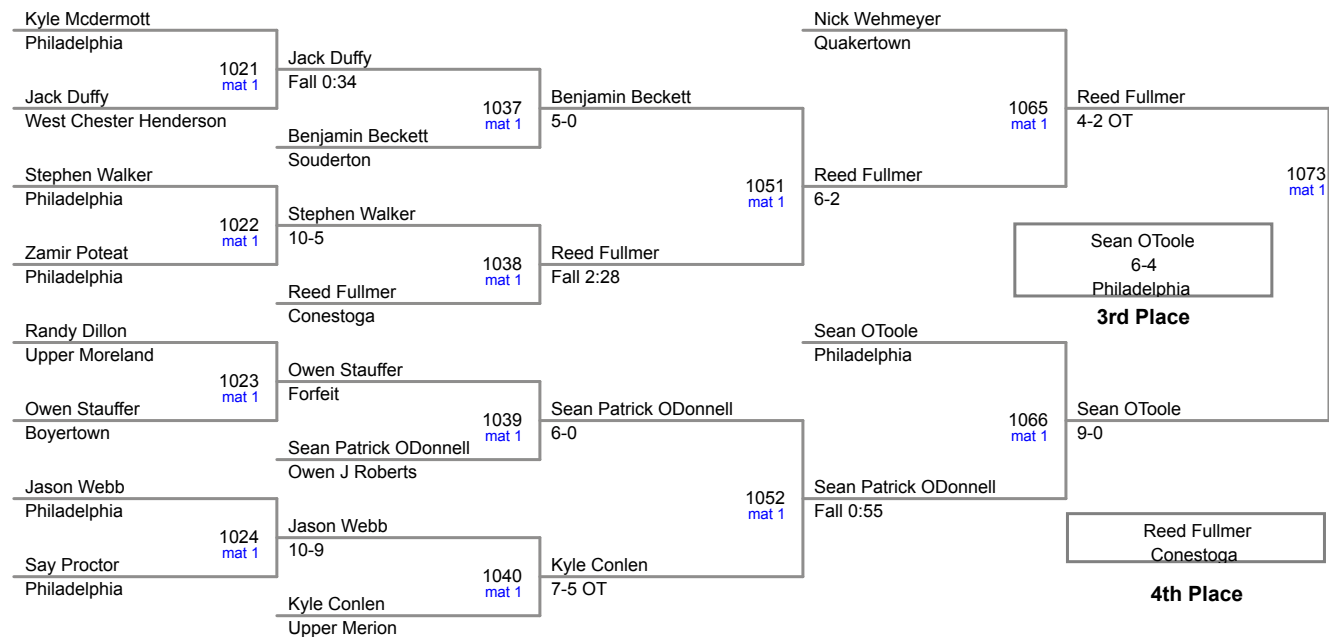 Kyle Mcdermott
Philadelphia
1021
mat 1
Jack Duffy
West Chester Henderson
Stephen Walker
Philadelphia
1022
mat 1
Zamir Poteat
Philadelphia
Randy Dillon
Upper Moreland
1023
mat 1
Owen Stauffer
Boyertown
Jason Webb
Philadelphia
1024
mat 1
Say Proctor
Philadelphia
Jack Duffy
Fall 0:34
1037
mat 1
Benjamin Beckett
Souderton
Stephen Walker
10-5
1038
mat 1
Reed Fullmer
Conestoga
Owen Stauffer
Forfeit
1039
mat 1
Sean Patrick ODonnell
Owen J Roberts
Jason Webb
10-9
1040
mat 1
Kyle Conlen
Upper Merion
Benjamin Beckett
5-0
1051
mat 1
Reed Fullmer
Fall 2:28
Sean Patrick ODonnell
6-0
1052
mat 1
Kyle Conlen
7-5 OT
Nick Wehmeyer
Quakertown
1065
mat 1
Reed Fullmer
6-2
Sean OToole
Philadelphia
1066
mat 1
Sean Patrick ODonnell
Fall 0:55
Reed Fullmer
4-2 OT
1073
mat 1
Sean OToole
9-0
Sean OToole
6-4
Philadelphia
3rd Place
Reed Fullmer
Conestoga
4th Place